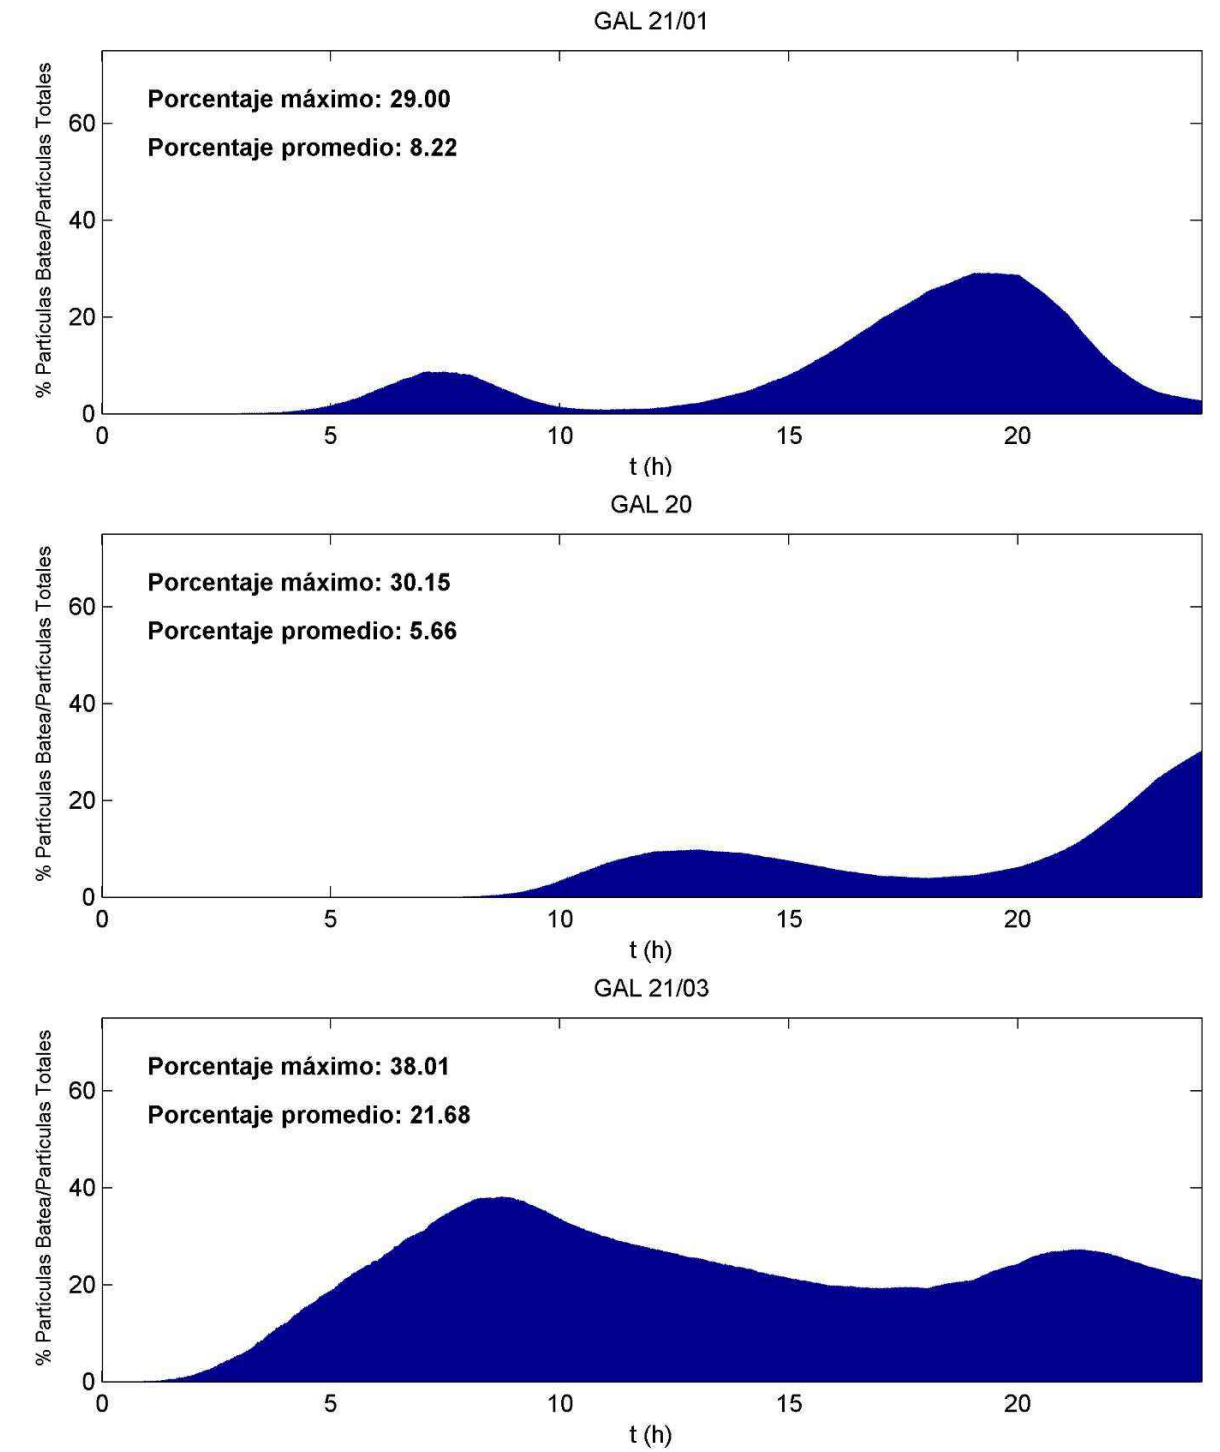 GAL 21/01
% Partículas Batea/Partículas Totales
Porcentaje máximo: 29.00
Porcentaje promedio: 8.22
60
40
20
0
0 5 10 15 20
t (h)
GAL 20
% Partículas Batea/Partículas Totales
Porcentaje máximo: 30.15
Porcentaje promedio: 5.66
60
40
20
0
0 5 10 15 20
t (h)
GAL 21/03
% Partículas Batea/Partículas Totales
Porcentaje máximo: 38.01
Porcentaje promedio: 21.68
60
40
20
0
0 5 10 15 20
t (h)